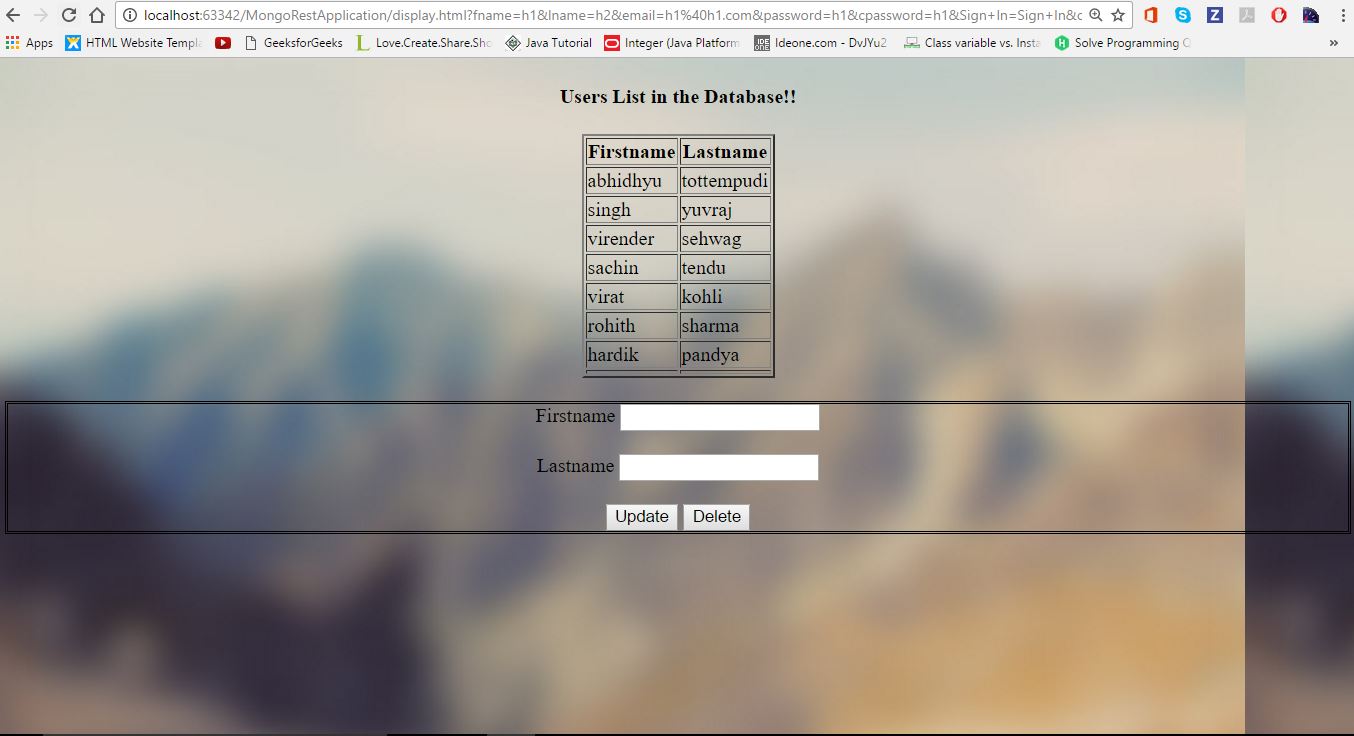 localhost:63342/MongoRestApplication/display.html?fname=h1&lname=h2&email=h1%40h1.com&password=h1&cpassword=h1&Sign+In=Sign+In&c
Apps HTML Website Templa GeeksforGeeks Love.Create.Share.Sho Java Tutorial Integer (Java Platform IDE ONE Ideone.com - DvJYu2 Class variable vs. Insta Solve Programming Q »
Users List in the Database!!
Firstname Lastname
abhidhyu tottempudi
singh yuvraj
virender sehwag
sachin tendu
virat kohli
rohith sharma
hardik pandya
Firstname
Lastname
Update Delete